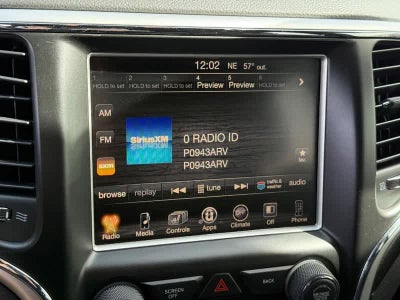 12:02 NE 57° out.
1 2 3 4 5 6
HOLD to set HOLD to set HOLD to set Preview Preview HOLD to set
AM
SiriusXM
0 RADIO ID
FM
P0943ARV
P0943ARV
SXM
fav
browse replay tune traffic & weather audio
Radio Media Controls Apps Climate Off Phone
SCREEN OFF
BACK